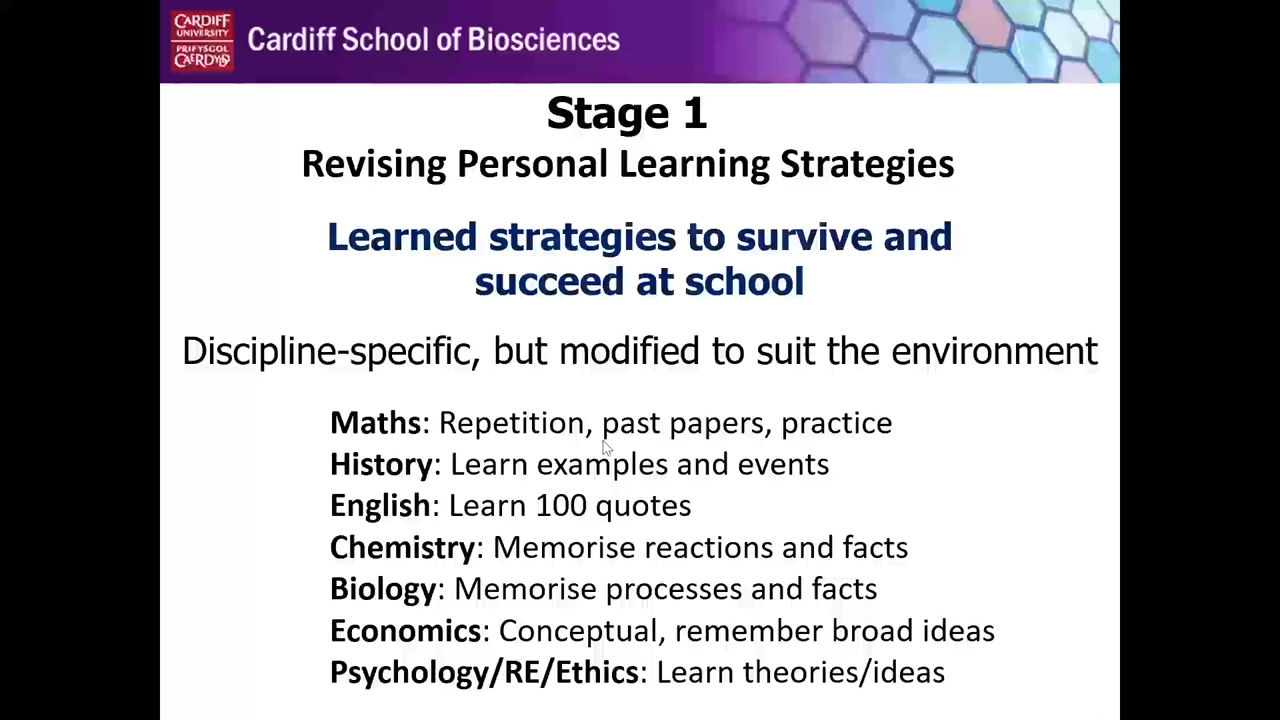 CARDIFF
UNIVERSITY
PRIFYSGOL
CAERDYDD
Cardiff School of Biosciences
Stage 1
Revising Personal Learning Strategies
Learned strategies to survive and
succeed at school
Discipline-specific, but modified to suit the environment
Maths: Repetition, past papers, practice
History: Learn examples and events
English: Learn 100 quotes
Chemistry: Memorise reactions and facts
Biology: Memorise processes and facts
Economics: Conceptual, remember broad ideas
Psychology/RE/Ethics: Learn theories/ideas